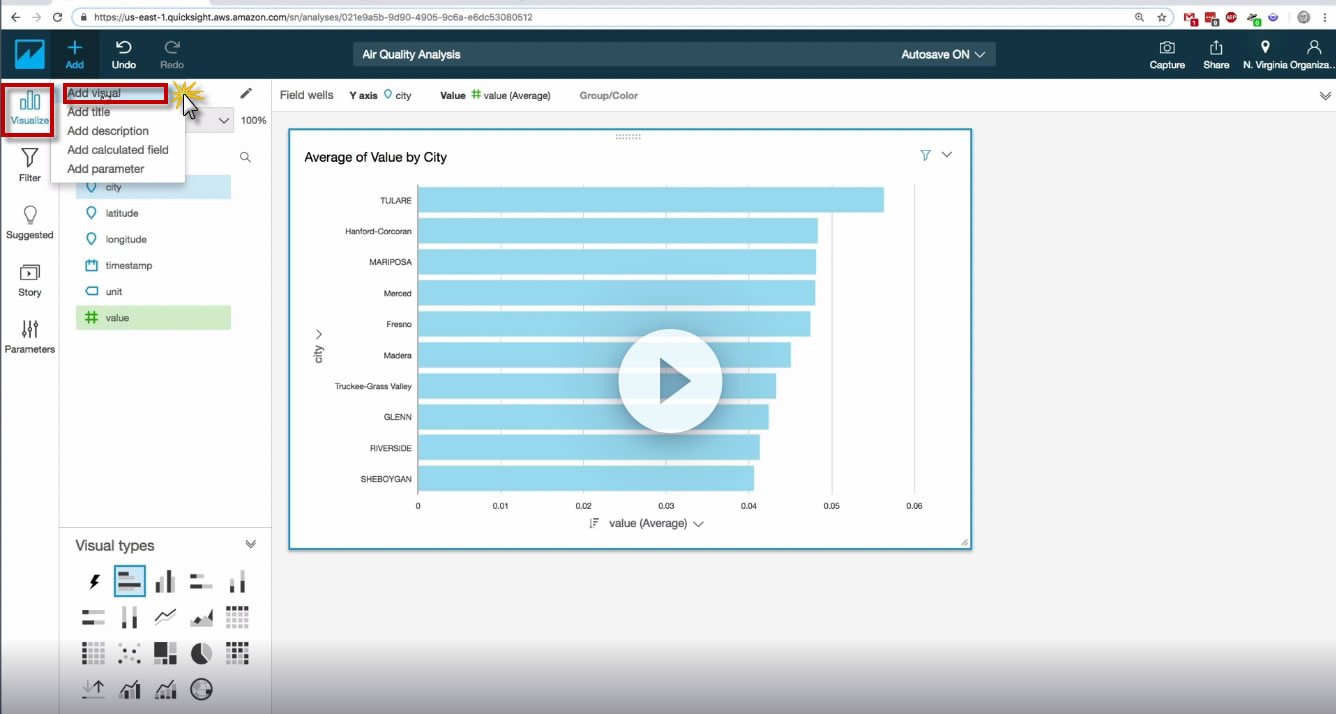 https://us-east-1.quicksight.aws.amazon.com/sn/analyses/021e9a5b-9d90-4905-9c6a-e6dc53080512
Add
Undo
Redo
Air Quality Analysis
Autosave ON
Capture
Share
N. Virginia Organiza...
Visualize
Filter
Suggested
Story
Parameters
Add visual
Add title
Add description
Add calculated field
Add parameter
100%
city
latitude
longitude
timestamp
unit
value
Visual types
Field wells Y axis city Value value (Average) Group/Color
Average of Value by City
TULARE
Hanford-Corcoran
MARIPOSA
Merced
Fresno
Madera
Truckee-Grass Valley
GLENN
RIVERSIDE
SHEBOYGAN
city
0 0.01 0.02 0.03 0.04 0.05 0.06
value (Average)